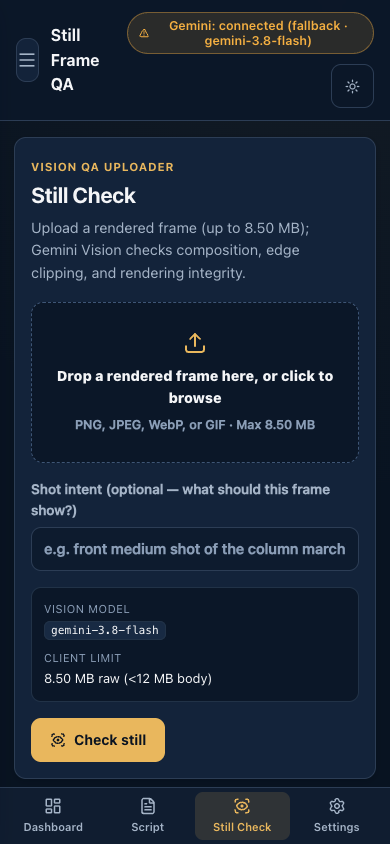 Still
Frame
QA
Gemini: connected (fallback ·
gemini-3.8-flash)
VISION QA UPLOADER
Still Check
Upload a rendered frame (up to 8.50 MB);
Gemini Vision checks composition, edge
clipping, and rendering integrity.
Drop a rendered frame here, or click to
browse
PNG, JPEG, WebP, or GIF · Max 8.50 MB
Shot intent (optional — what should this frame
show?)
e.g. front medium shot of the column march
VISION MODEL
gemini-3.8-flash
CLIENT LIMIT
8.50 MB raw (<12 MB body)
Check still
Dashboard
Script
Still Check
Settings